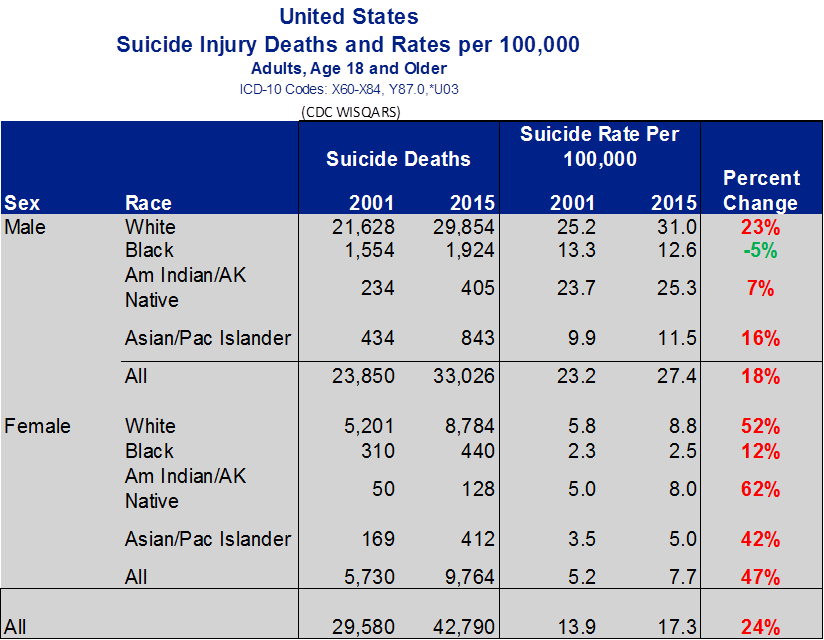 United States
Suicide Injury Deaths and Rates per 100,000
Adults, Age 18 and Older
ICD-10 Codes: X60-X84, Y87.0,*U03
(CDC WISQARS)
Suicide Deaths Suicide Rate Per 100,000 Percent Change
Sex Race 2001 2015 2001 2015
Male White 21,628 29,854 25.2 31.0 23%
Black 1,554 1,924 13.3 12.6 -5%
Am Indian/AK Native 234 405 23.7 25.3 7%
Asian/Pac Islander 434 843 9.9 11.5 16%
All 23,850 33,026 23.2 27.4 18%
Female White 5,201 8,784 5.8 8.8 52%
Black 310 440 2.3 2.5 12%
Am Indian/AK Native 50 128 5.0 8.0 62%
Asian/Pac Islander 169 412 3.5 5.0 42%
All 5,730 9,764 5.2 7.7 47%
All 29,580 42,790 13.9 17.3 24%